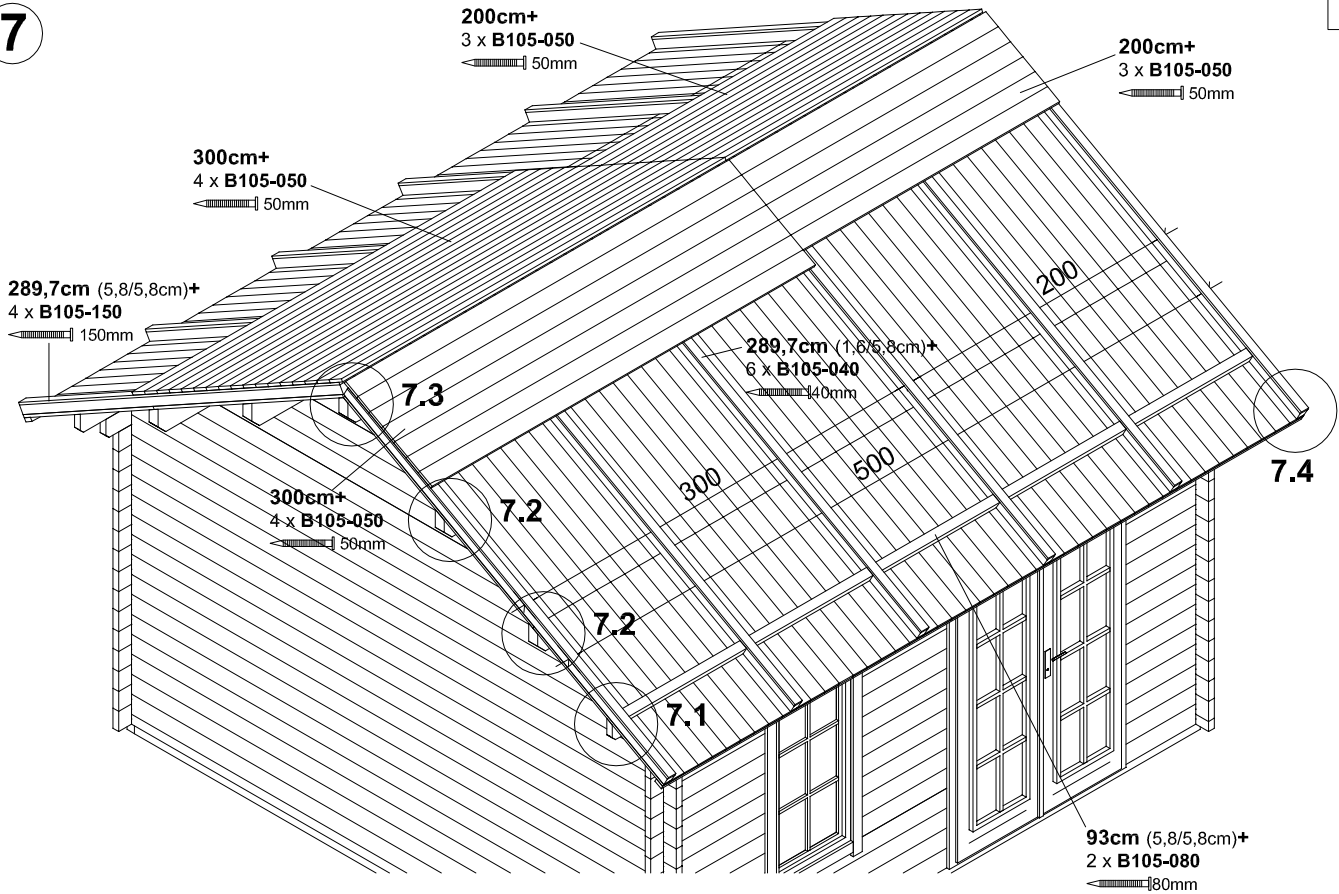 7
200cm+
3 x B105-050
50mm
200cm+
3 x B105-050
50mm
300cm+
4 x B105-050
50mm
289,7cm (5,8/5,8cm)+
4 x B105-150
150mm
200
289,7cm (1,6/5,8cm)+
6 x B105-040
40mm
7.3
500
300
7.4
300cm+
4 x B105-050
50mm
7.2
7.2
7.1
93cm (5,8/5,8cm)+
2 x B105-080
80mm